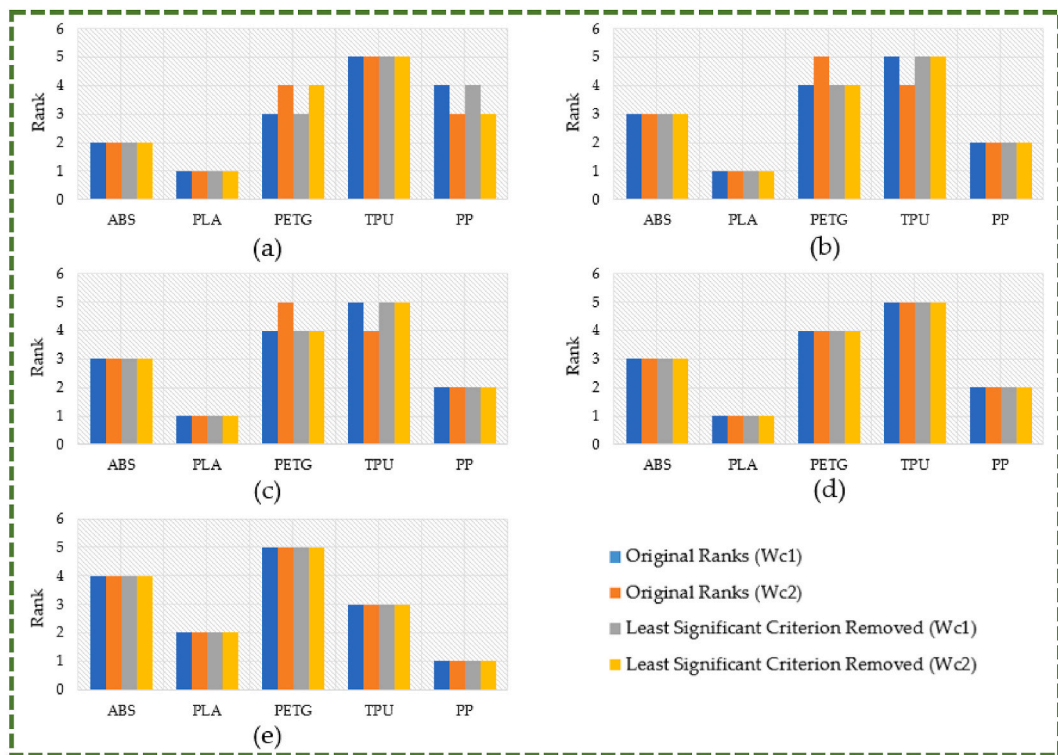 6
5
4
3
2
1
0
Rank
ABS PLA PETG TPU PP
(a)
6
5
4
3
2
1
0
Rank
ABS PLA PETG TPU PP
(b)
6
5
4
3
2
1
0
Rank
ABS PLA PETG TPU PP
(c)
6
5
4
3
2
1
0
Rank
ABS PLA PETG TPU PP
(d)
6
5
4
3
2
1
0
Rank
ABS PLA PETG TPU PP
(e)
Original Ranks (Wc1)
Original Ranks (Wc2)
Least Significant Criterion Removed (Wc1)
Least Significant Criterion Removed (Wc2)